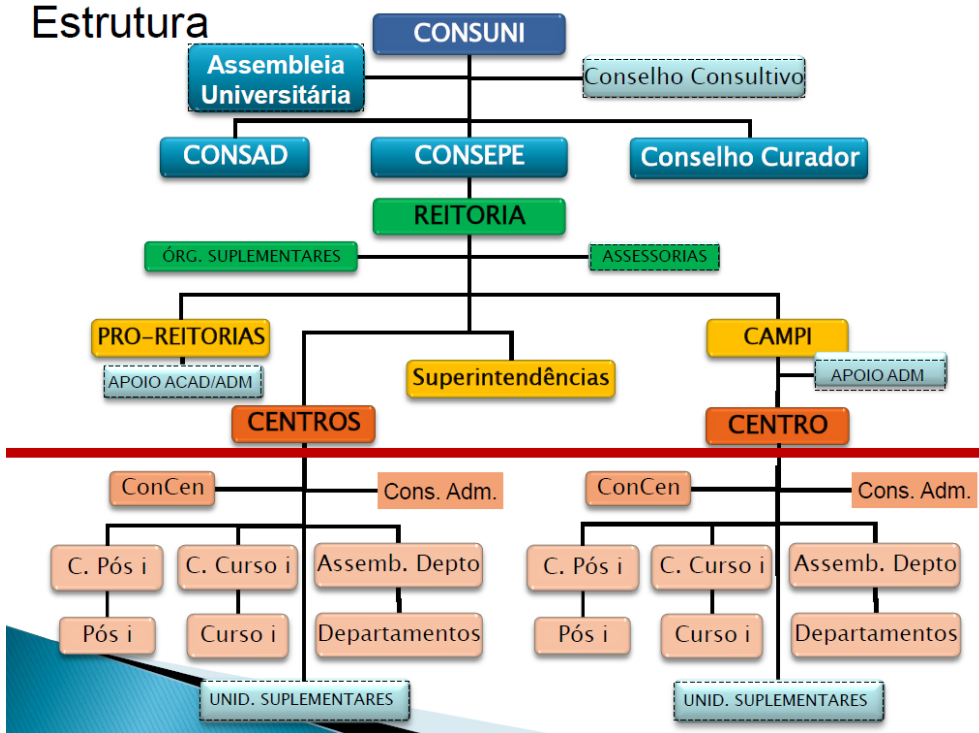 Estrutura
CONSUNI
Assembleia
Universitária
Conselho Consultivo
CONSAD
CONSEPE
Conselho Curador
REITORIA
ÓRG. SUPLEMENTARES
ASSESSORIAS
PRO-REITORIAS
CAMPI
APOIO ACAD/ADM
Superintendências
APOIO ADM
CENTROS
CENTRO
ConCen
Cons. Adm.
ConCen
Cons. Adm.
C. Pós i
C. Curso i
Assemb. Depto
C. Pós i
C. Curso i
Assemb. Depto
Pós i
Curso i
Departamentos
Pós i
Curso i
Departamentos
UNID. SUPLEMENTARES
UNID. SUPLEMENTARES